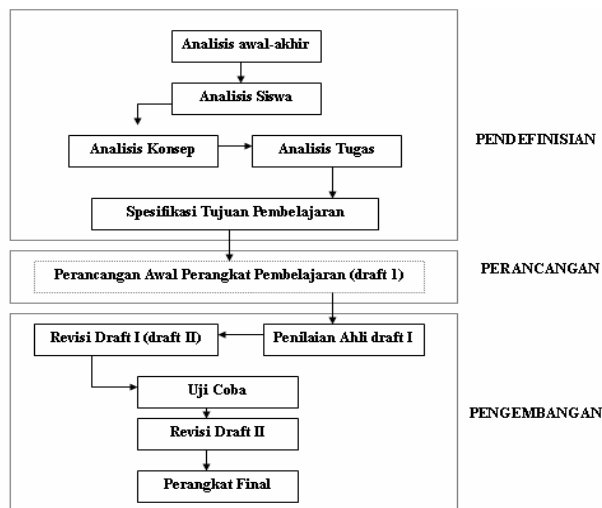 Analisis awal-akhir
Analisis Siswa
Analisis Konsep
Analisis Tugas
PENDEFINISIAN
Spesifikasi Tujuan Pembelajaran
Perancangan Awal Perangkat Pembelajaran (draft 1)
PERANCANGAN
Revisi Draft I (draft II)
Penilaian Ahli draft I
Uji Coba
PENGEMBANGAN
Revisi Draft II
Perangkat Final